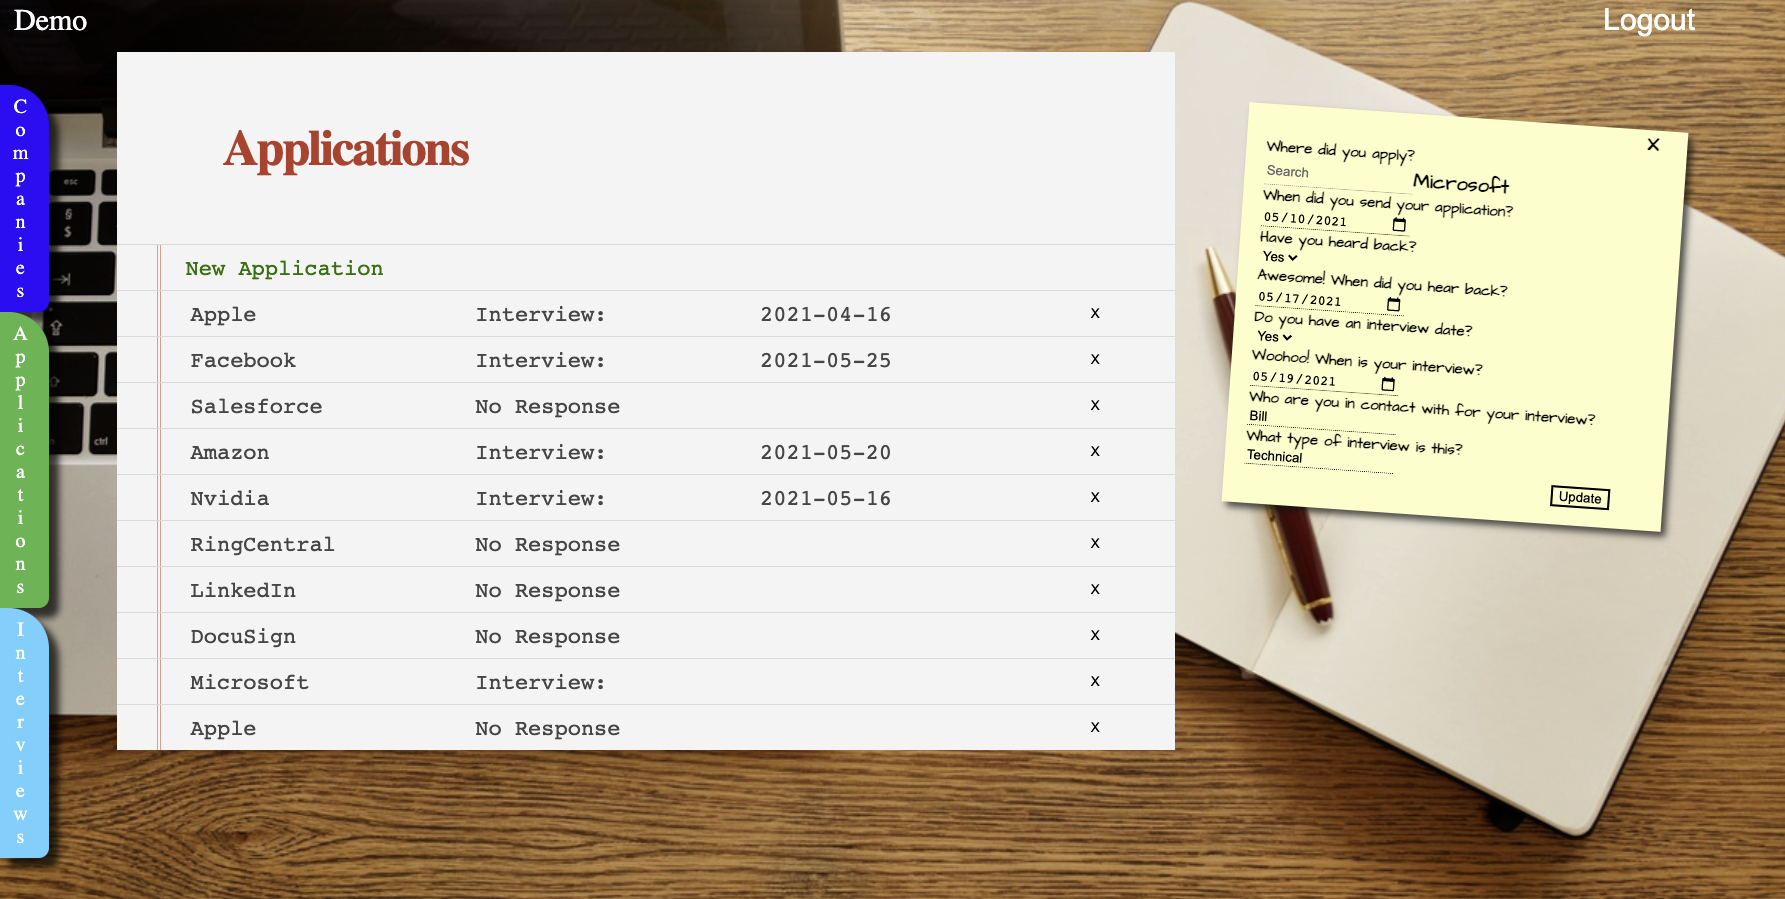 Demo
Logout
Companies
Applications
Interviews
esc
§
$
ctrl
Applications
New Application
Apple Interview: 2021-04-16 x
Facebook Interview: 2021-05-25 x
Salesforce No Response x
Amazon Interview: 2021-05-20 x
Nvidia Interview: 2021-05-16 x
RingCentral No Response x
LinkedIn No Response x
DocuSign No Response x
Microsoft Interview: x
Apple No Response x
X
Where did you apply?
Search Microsoft
When did you send your application?
05/10/2021
Have you heard back?
Yes
Awesome! When did you hear back?
05/17/2021
Do you have an interview date?
Yes
Woohoo! When is your interview?
05/19/2021
Who are you in contact with for your interview?
Bill
What type of interview is this?
Technical
Update